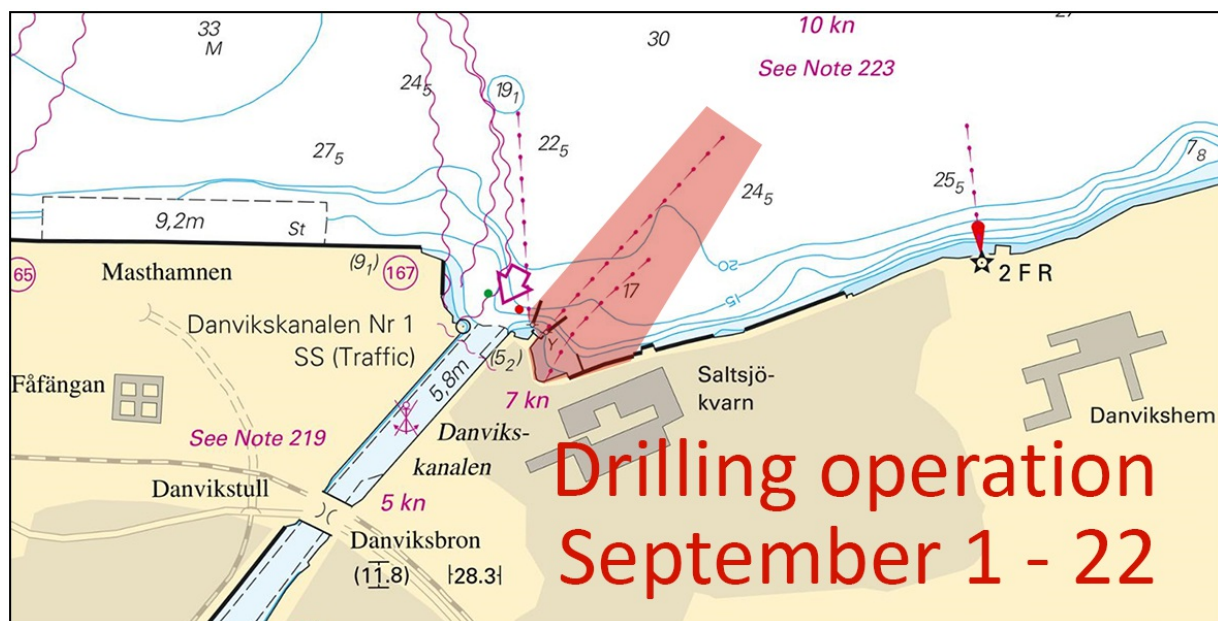 33
M
30
10 kn
See Note 223
24₅
19₁
22₅
27₅
24₅
25₅
7₈
9,2m
St
20
15
17
2 F R
65
Masthamnen
(9₁)
167
Danvikskanalen Nr 1
SS (Traffic)
(5₂)
Y
5,8m
Fåfängan
7 kn
Saltsjö-
kvarn
Danvikshem
See Note 219
Danviks-
kanalen
Danvikstull
5 kn
Danviksbron
(11.8)
28.3
Drilling operation
September 1 - 22